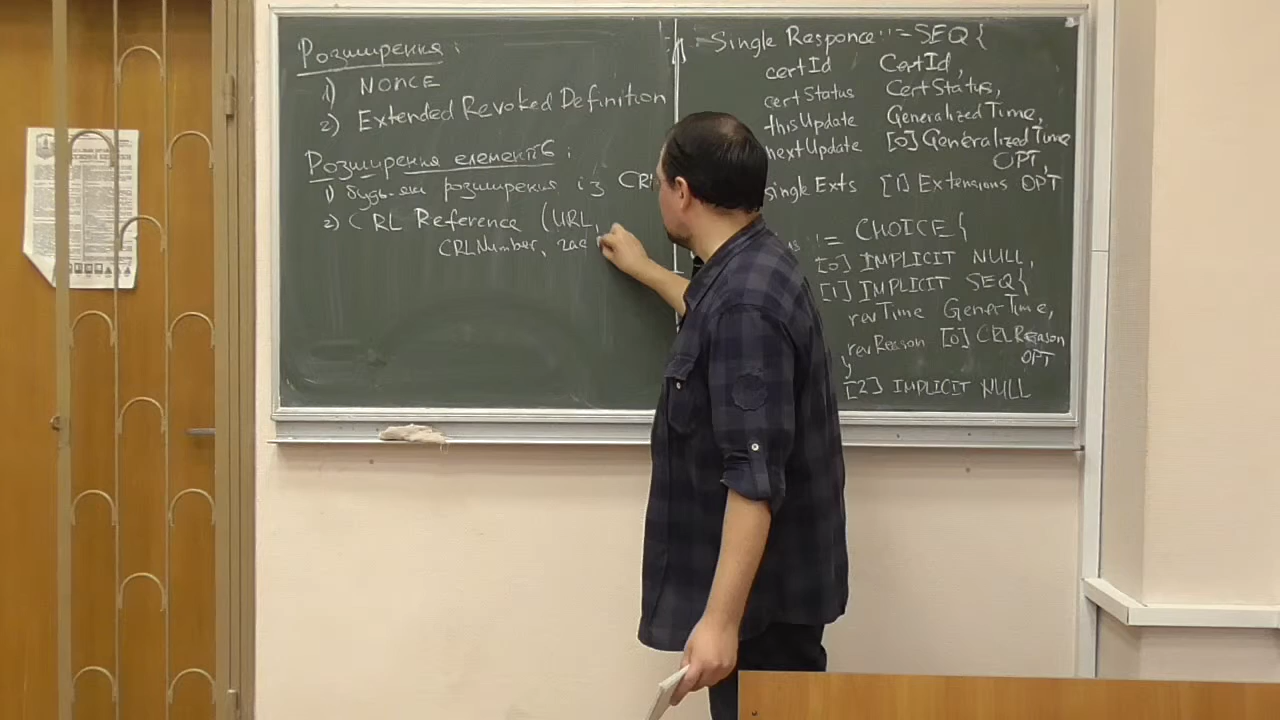 Розширення:
1) NONCE
2) Extended Revoked Definition
Розширення елементів:
1) будь-які розширення із CRL
2) CRL Reference (URL,
CRLNumber, час
Single Responce ::= SEQ{
certId CertId,
certStatus CertStatus,
thisUpdate GeneralizedTime,
nextUpdate [0] GeneralizedTime
OPT,
singleExts [1] Extensions OPT
::= CHOICE{
[0] IMPLICIT NULL,
[1] IMPLICIT SEQ{
revTime GenerTime,
revReason [0] CRLReason
OPT
}
[2] IMPLICIT NULL